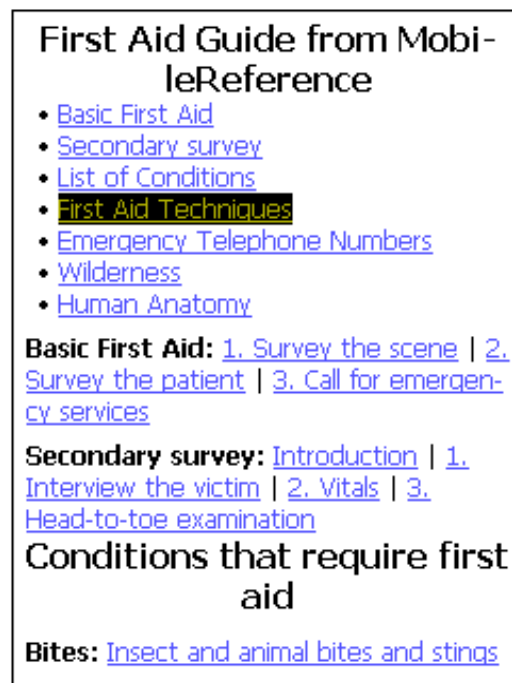 First Aid Guide from Mobi-
leReference
• Basic First Aid
• Secondary survey
• List of Conditions
• First Aid Techniques
• Emergency Telephone Numbers
• Wilderness
• Human Anatomy
Basic First Aid: 1. Survey the scene | 2.
Survey the patient | 3. Call for emergen-
cy services
Secondary survey: Introduction | 1.
Interview the victim | 2. Vitals | 3.
Head-to-toe examination
Conditions that require first
aid
Bites: Insect and animal bites and stings